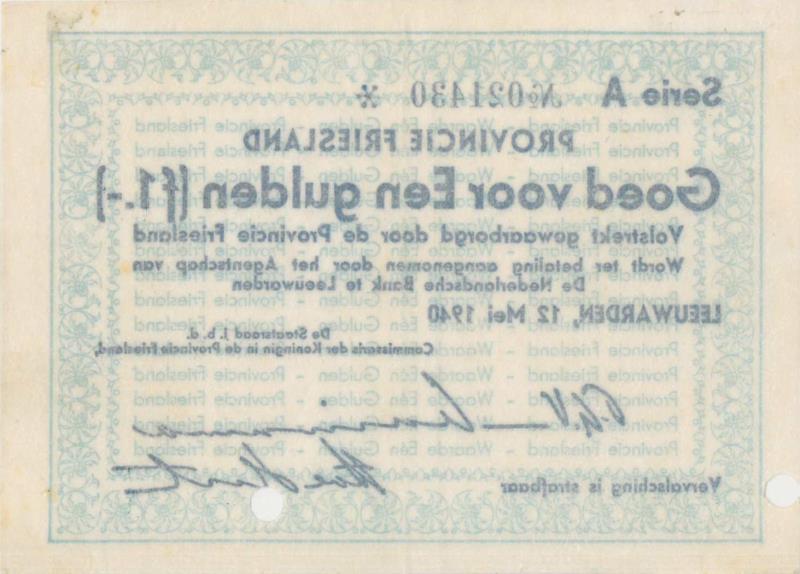 Serie A № 021430 *
PROVINCIE FRIESLAND
Goed voor Een gulden (f 1.-)
Volstrekt gewaarborgd door de Provincie Friesland
Wordt ter betaling aangenomen door het Agentschap van
De Nederlandsche Bank te Leeuwarden
LEEUWARDEN, 12 Mei 1940
De Staatsraad i. b. d.
Commissaris der Koningin in de Provincie Friesland,
Vervalsching is strafbaar